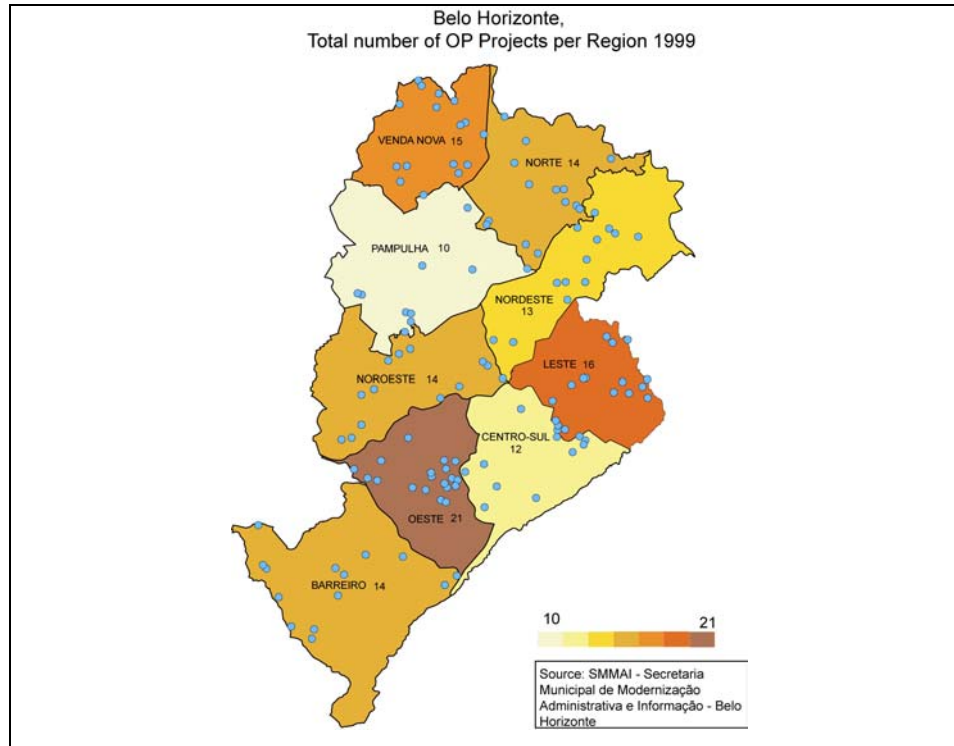 Belo Horizonte,
Total number of OP Projects per Region 1999
VENDA NOVA 15
NORTE 14
PAMPULHA 10
NORDESTE
13
LESTE 16
NOROESTE 14
CENTRO-SUL
12
OESTE 21
BARREIRO 14
10 21
Source: SMMAI - Secretaria
Municipal de Modernização
Administrativa e Informação - Belo
Horizonte